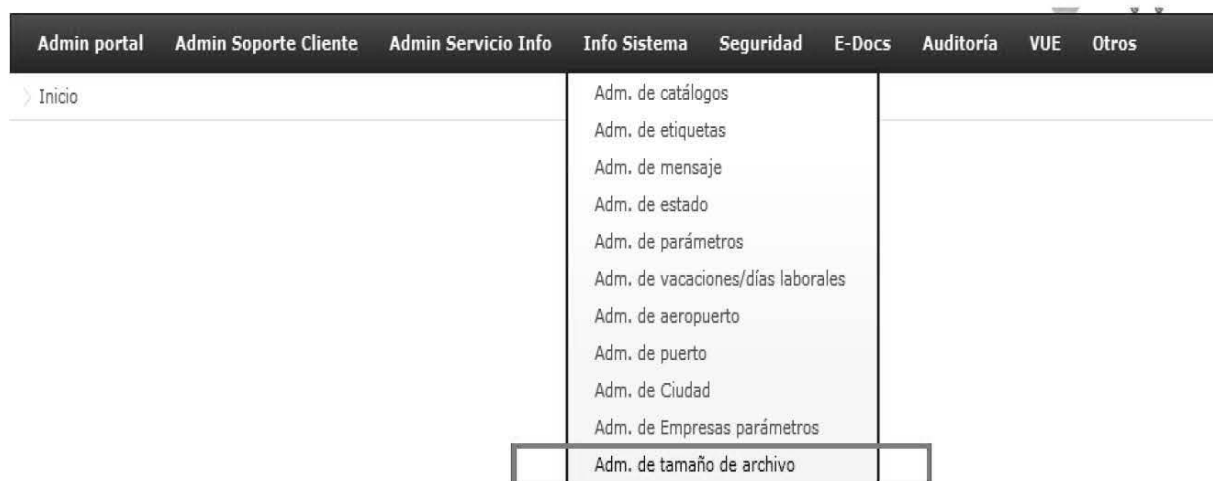 Admin portal Admin Soporte Cliente Admin Servicio Info Info Sistema Seguridad E-Docs Auditoría VUE Otros
Inicio
Adm. de catálogos
Adm. de etiquetas
Adm. de mensaje
Adm. de estado
Adm. de parámetros
Adm. de vacaciones/días laborales
Adm. de aeropuerto
Adm. de puerto
Adm. de Ciudad
Adm. de Empresas parámetros
Adm. de tamaño de archivo